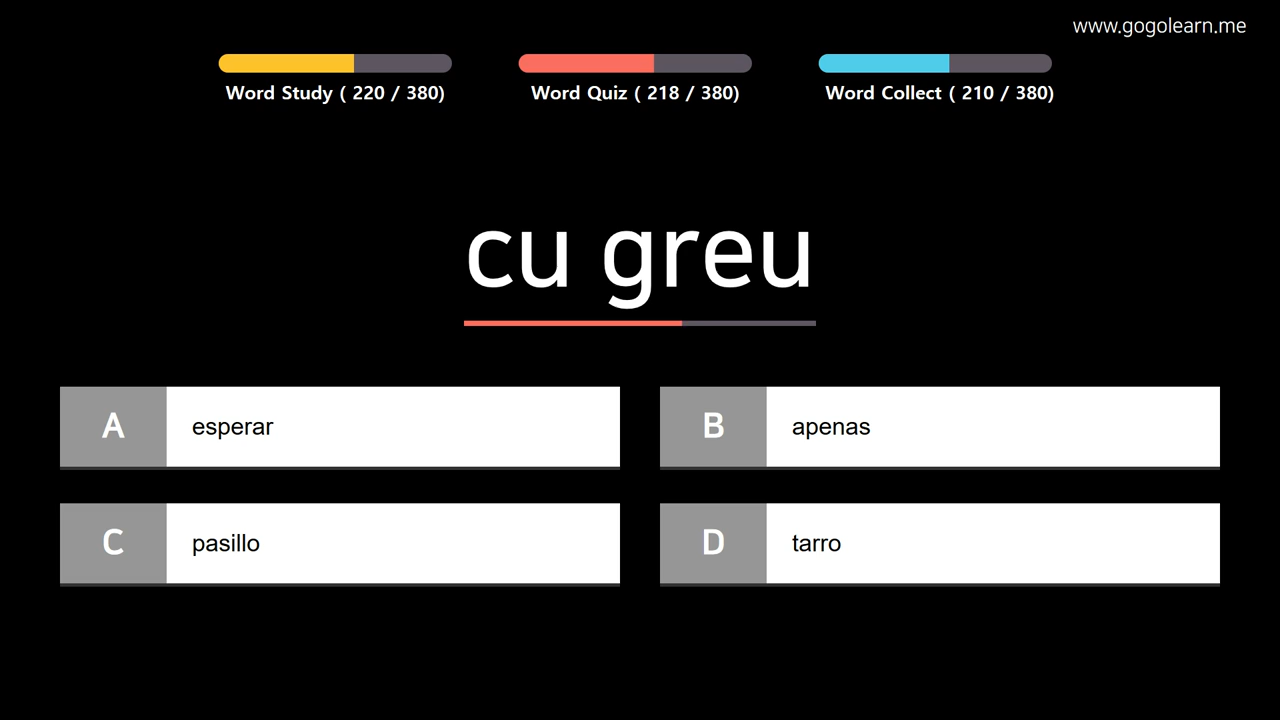 www.gogolearn.me
Word Study ( 220 / 380)
Word Quiz ( 218 / 380)
Word Collect ( 210 / 380)
cu greu
A esperar
B apenas
C pasillo
D tarro